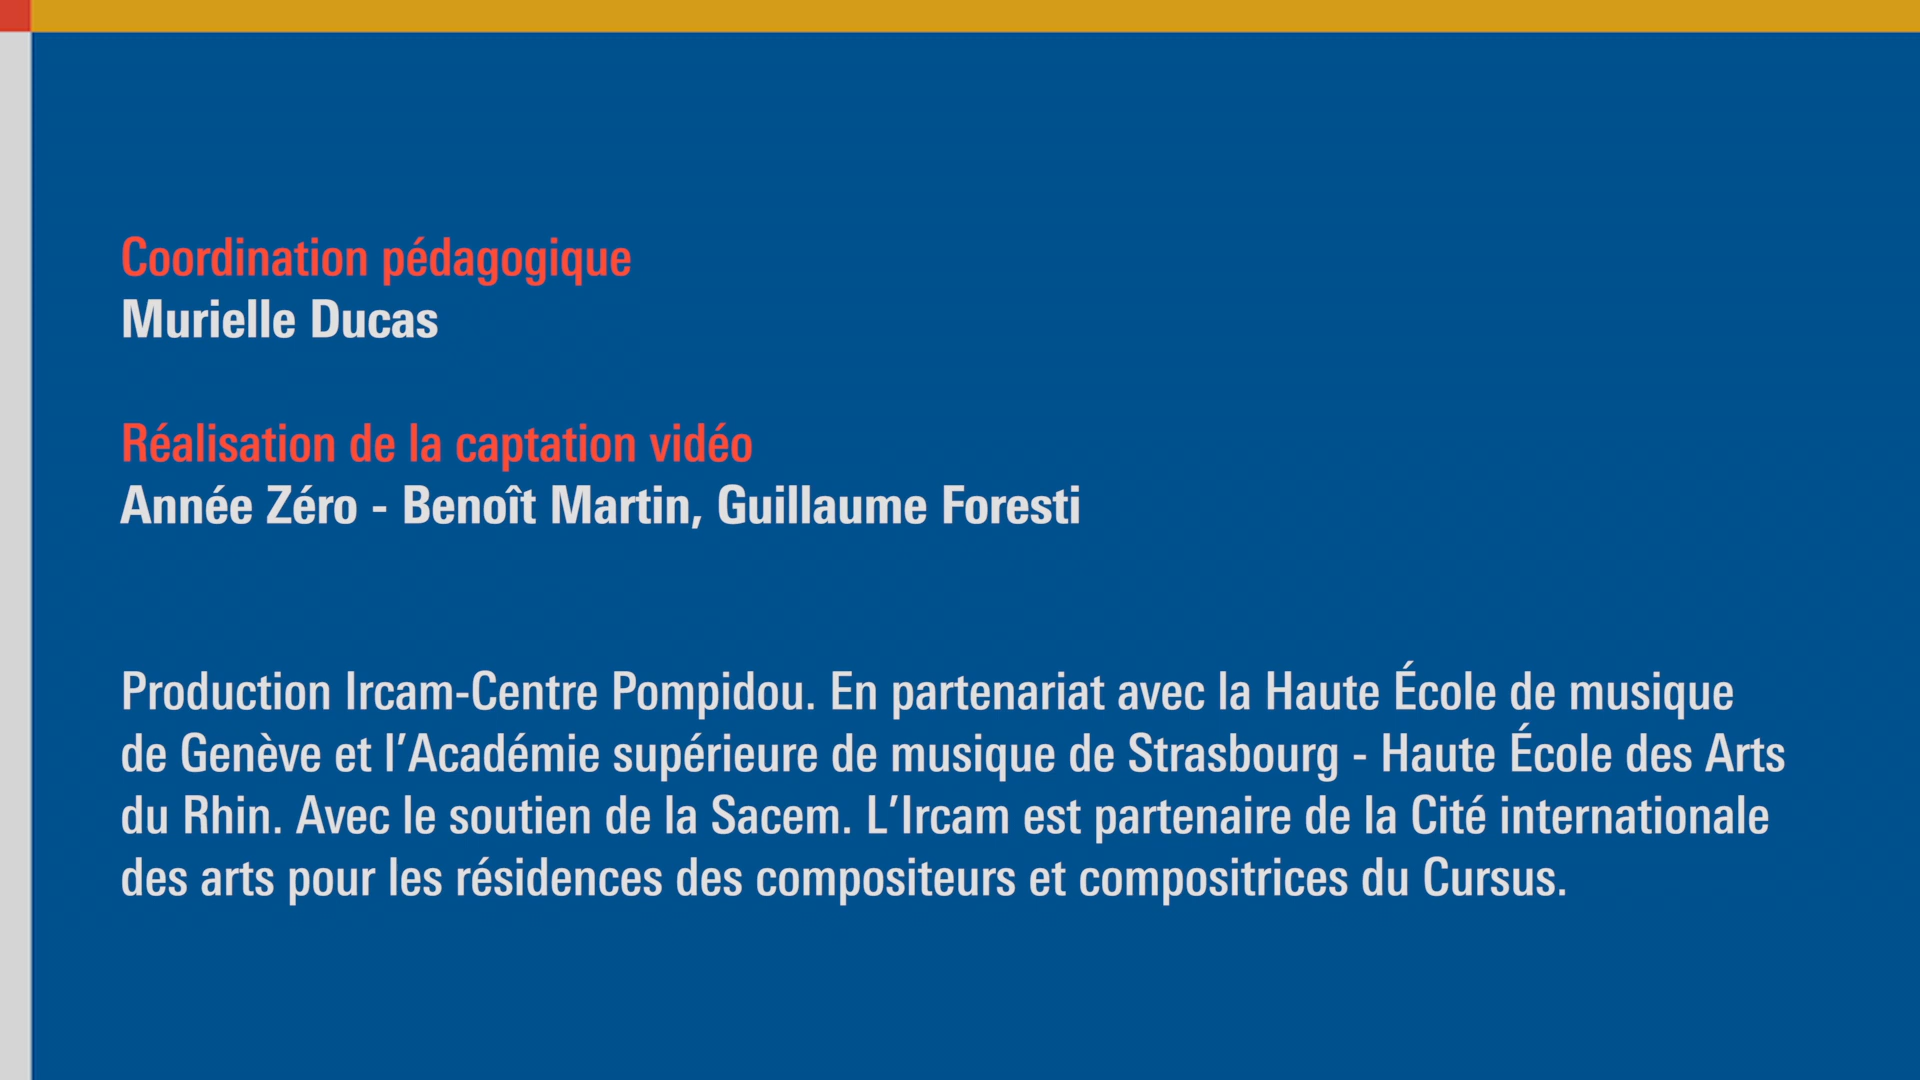 Coordination pédagogique
Murielle Ducas
Réalisation de la captation vidéo
Année Zéro - Benoît Martin, Guillaume Foresti
Production Ircam-Centre Pompidou. En partenariat avec la Haute École de musique
de Genève et l’Académie supérieure de musique de Strasbourg - Haute École des Arts
du Rhin. Avec le soutien de la Sacem. L’Ircam est partenaire de la Cité internationale
des arts pour les résidences des compositeurs et compositrices du Cursus.